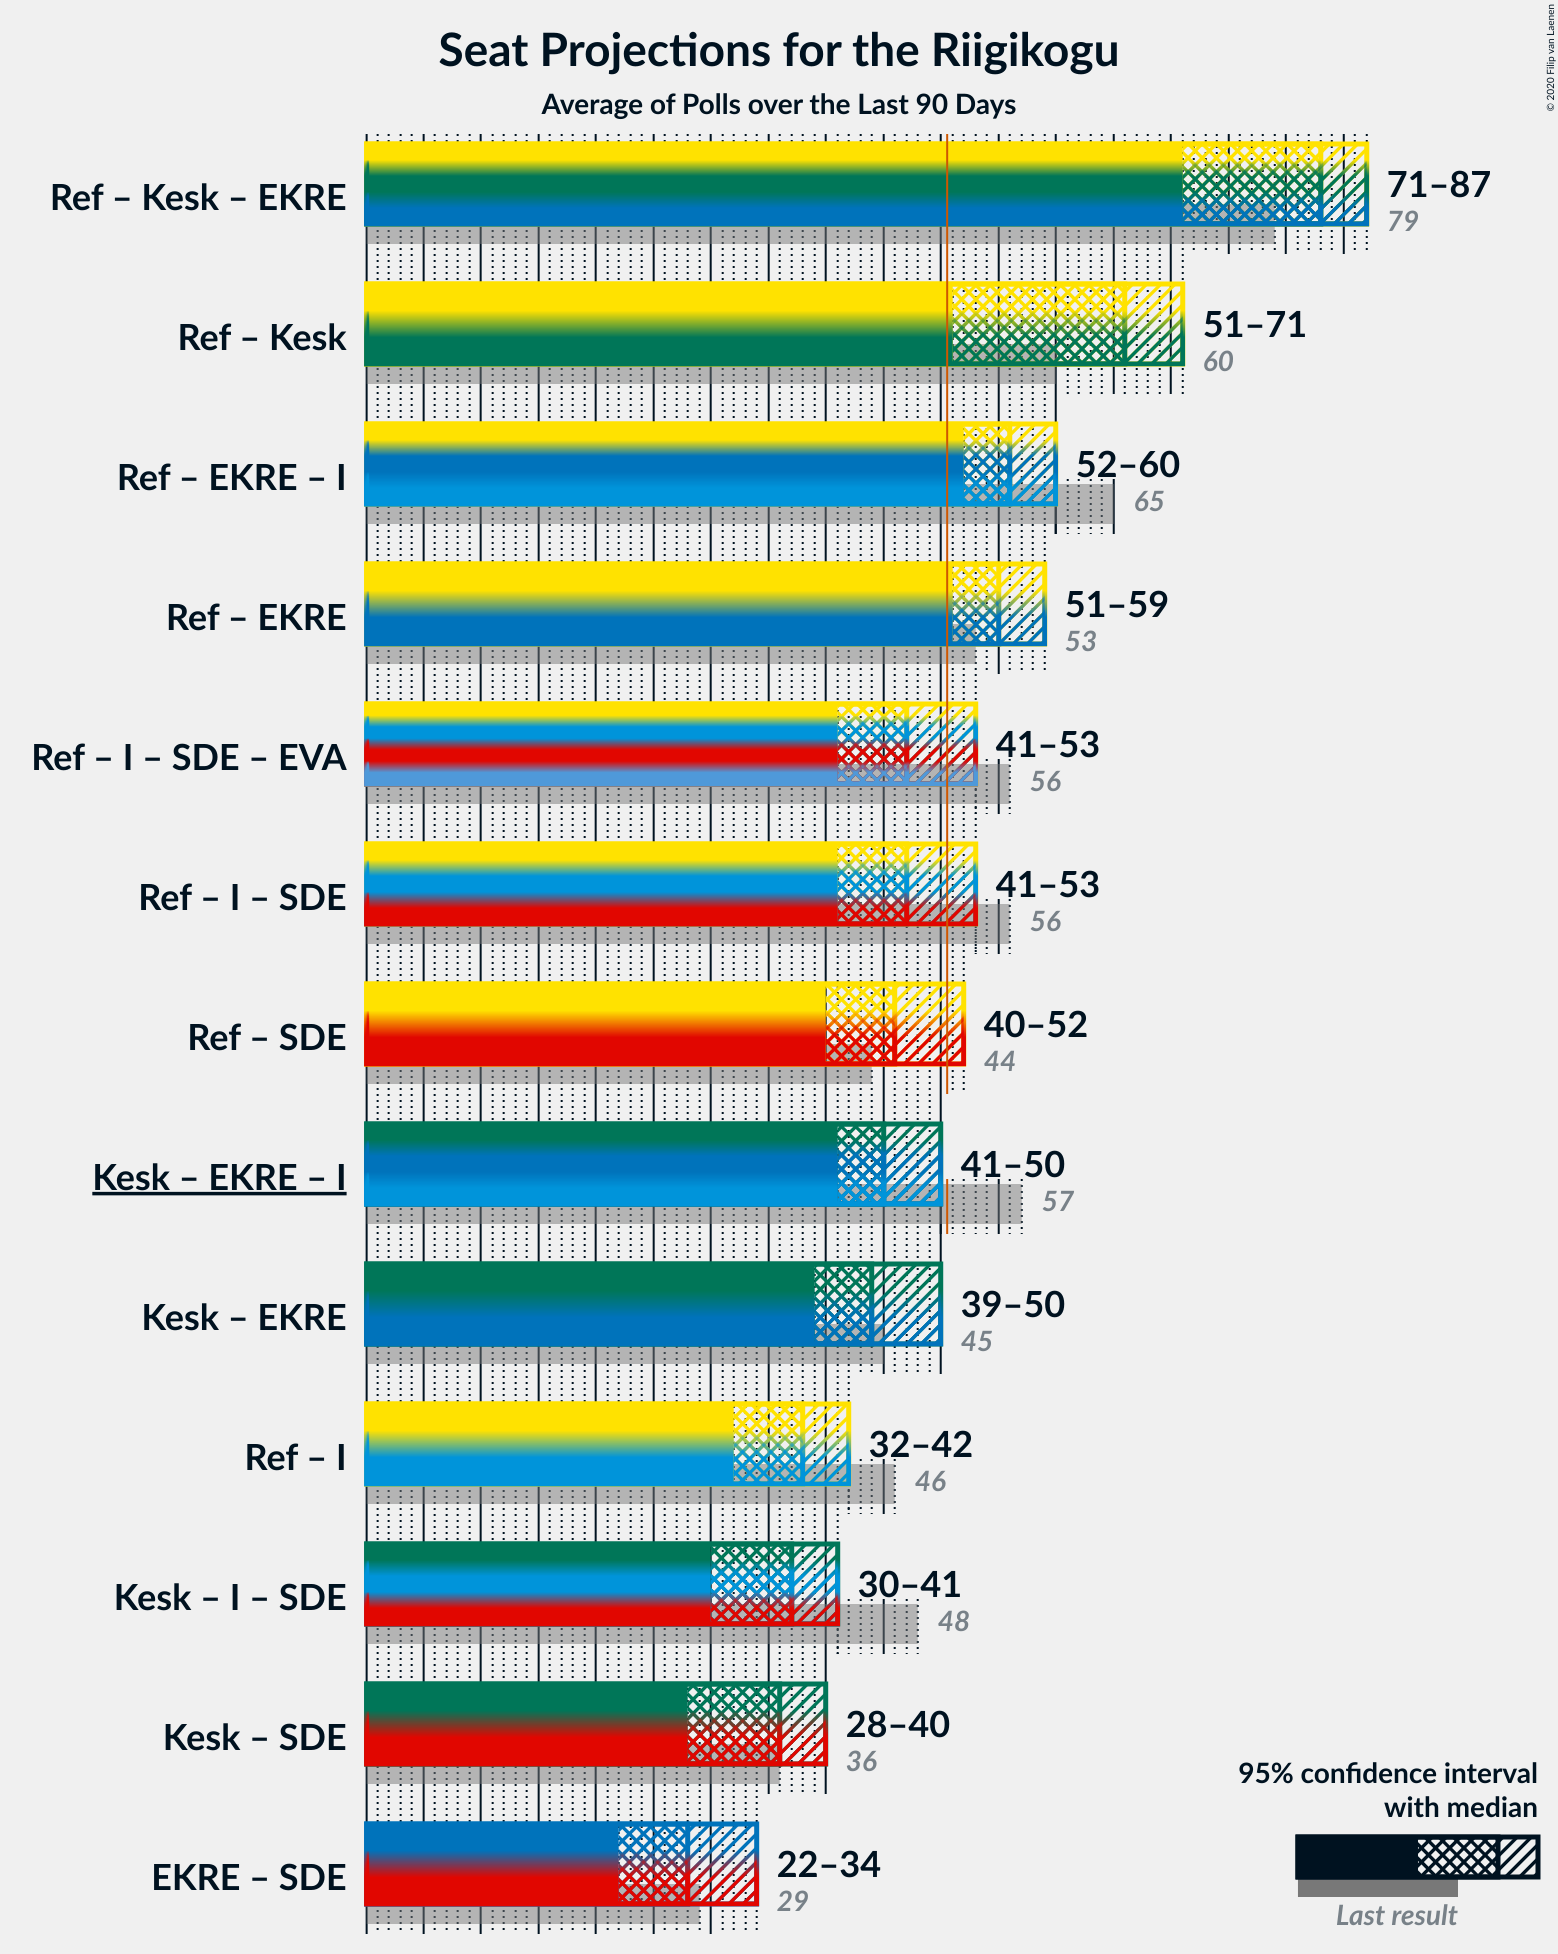 Seat Projections for the Riigikogu
Average of Polls over the Last 90 Days
© 2020 Filip van Laenen
Ref – Kesk – EKRE
71–87
79
Ref – Kesk
51–71
60
Ref – EKRE – I
52–60
65
Ref – EKRE
51–59
53
Ref – I – SDE – EVA
41–53
56
Ref – I – SDE
41–53
56
Ref – SDE
40–52
44
Kesk – EKRE – I
41–50
57
Kesk – EKRE
39–50
45
Ref – I
32–42
46
Kesk – I – SDE
30–41
48
Kesk – SDE
28–40
36
EKRE – SDE
22–34
29
95% confidence interval
with median
Last result